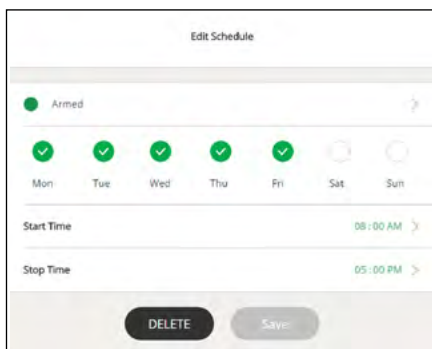 Edit Schedule
Armed
Mon Tue Wed Thu Fri Sat Sun
Start Time 08:00 AM
Stop Time 05:00 PM
DELETE Save